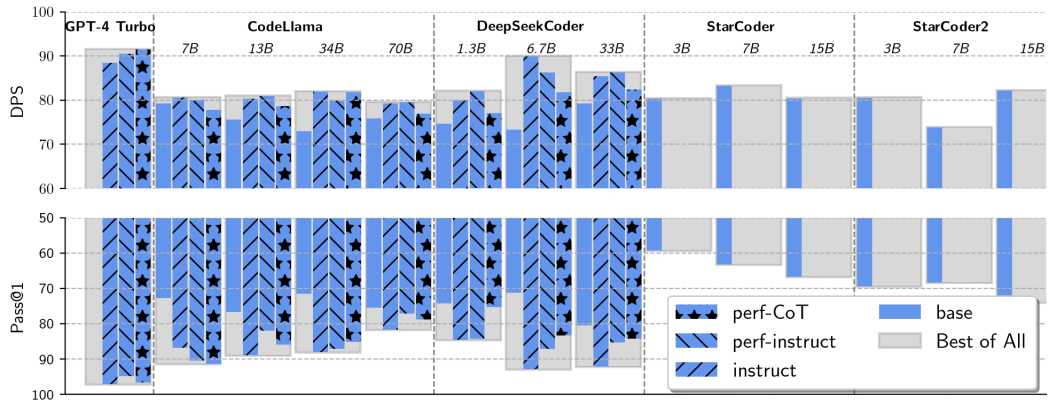 GPT-4 Turbo CodeLlama DeepSeekCoder StarCoder StarCoder2
7B 13B 34B 70B 1.3B 6.7B 33B 3B 7B 15B 3B 7B 15B
100
90
80
70
60
DPS
50
60
70
80
90
100
Pass@1
perf-CoT
perf-instruct
instruct
base
Best of All